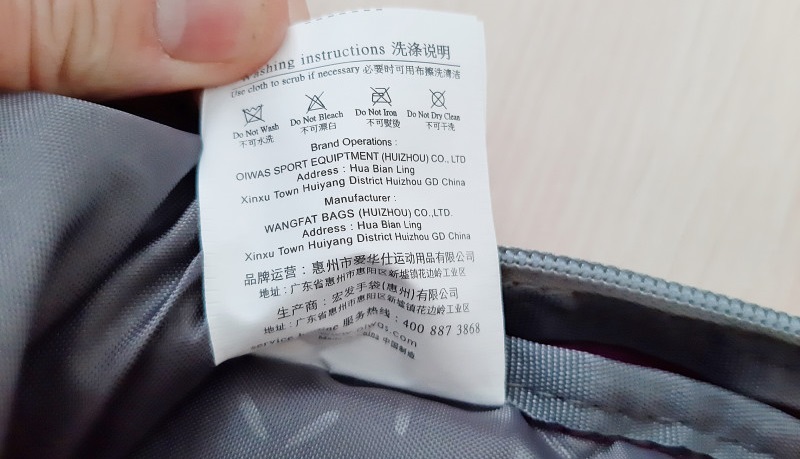 Washing instructions 洗涤说明
Use cloth to scrub if necessary 必要时可用布擦洗清洁
Do Not Wash Do Not Bleach Do Not Iron Do Not Dry Clean
不可水洗 不可漂白 不可熨烫 不可干洗
Brand Operations :
OIWAS SPORT EQUIPTMENT (HUIZHOU) CO., LTD
Address : Hua Bian Ling
Xinxu Town Huiyang District Huizhou GD China
Manufacturer :
WANGFAT BAGS (HUIZHOU) CO.,LTD.
Address : Hua Bian Ling
Xinxu Town Huiyang District Huizhou GD China
品牌运营：惠州市爱华仕运动用品有限公司
地址：广东省惠州市惠阳区新墟镇花边岭工业区
生产商：宏发手袋(惠州)有限公司
地址：广东省惠州市惠阳区新墟镇花边岭工业区
service 服务热线：400 887 3868
.com
中国制造